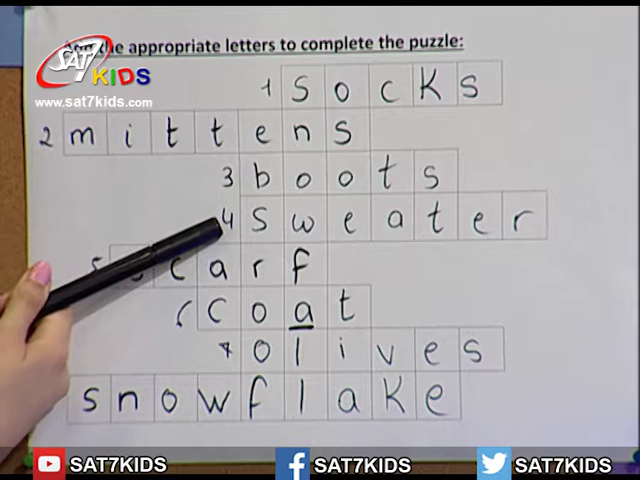 the appropriate letters to complete the puzzle:
SAT7 KIDS
www.sat7kids.com
1 socks
2 mittens
3 boots
4 sweater
5 carf
6 coat
7 olives
snowflake
SAT7KIDS SAT7KIDS SAT7KIDS